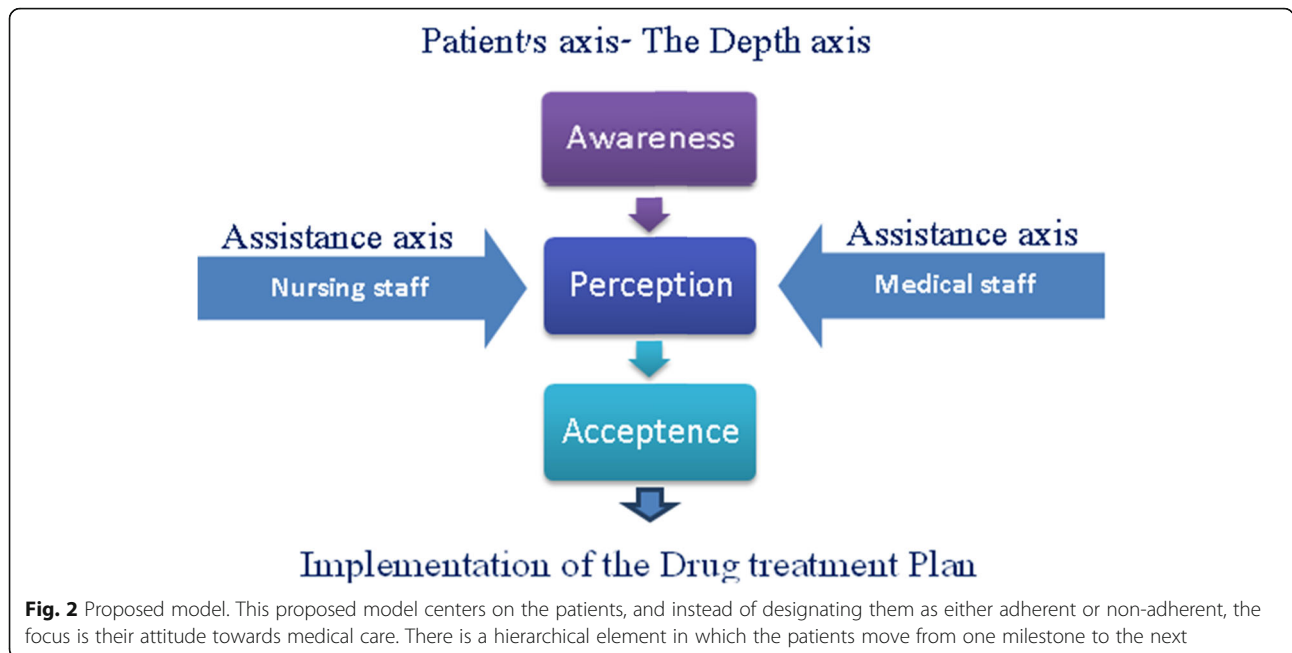 Patient's axis- The Depth axis
Awareness
Assistance axis
Nursing staff
Perception
Assistance axis
Medical staff
Acceptence
Implementation of the Drug treatment Plan
Fig. 2 Proposed model. This proposed model centers on the patients, and instead of designating them as either adherent or non-adherent, the
focus is their attitude towards medical care. There is a hierarchical element in which the patients move from one milestone to the next